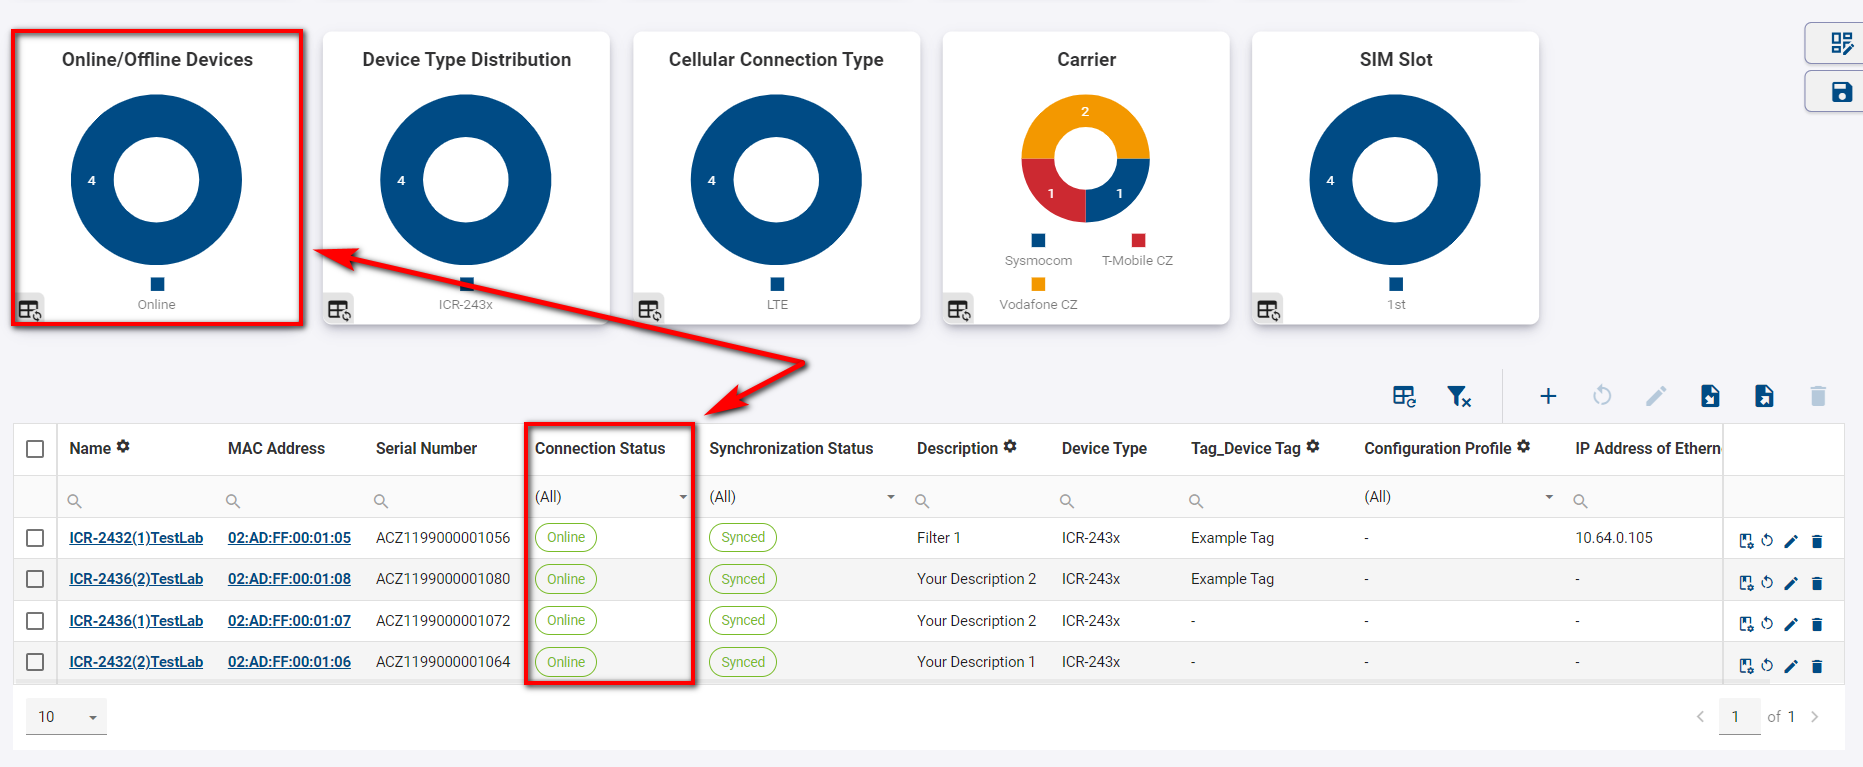 Online/Offline Devices
4
Online
Device Type Distribution
4
ICR-243x
Cellular Connection Type
4
LTE
Carrier
2
1
1
Sysmocom
T-Mobile CZ
Vodafone CZ
SIM Slot
4
1st
Name MAC Address Serial Number Connection Status Synchronization Status Description Device Type Tag_Device Tag Configuration Profile IP Address of Ethern
(All) (All) (All)
ICR-2432(1)TestLab 02:AD:FF:00:01:05 ACZ1199000001056 Online Synced Filter 1 ICR-243x Example Tag - 10.64.0.105
ICR-2436(2)TestLab 02:AD:FF:00:01:08 ACZ1199000001080 Online Synced Your Description 2 ICR-243x Example Tag - -
ICR-2436(1)TestLab 02:AD:FF:00:01:07 ACZ1199000001072 Online Synced Your Description 2 ICR-243x - - -
ICR-2432(2)TestLab 02:AD:FF:00:01:06 ACZ1199000001064 Online Synced Your Description 1 ICR-243x - - -
10
1 of 1